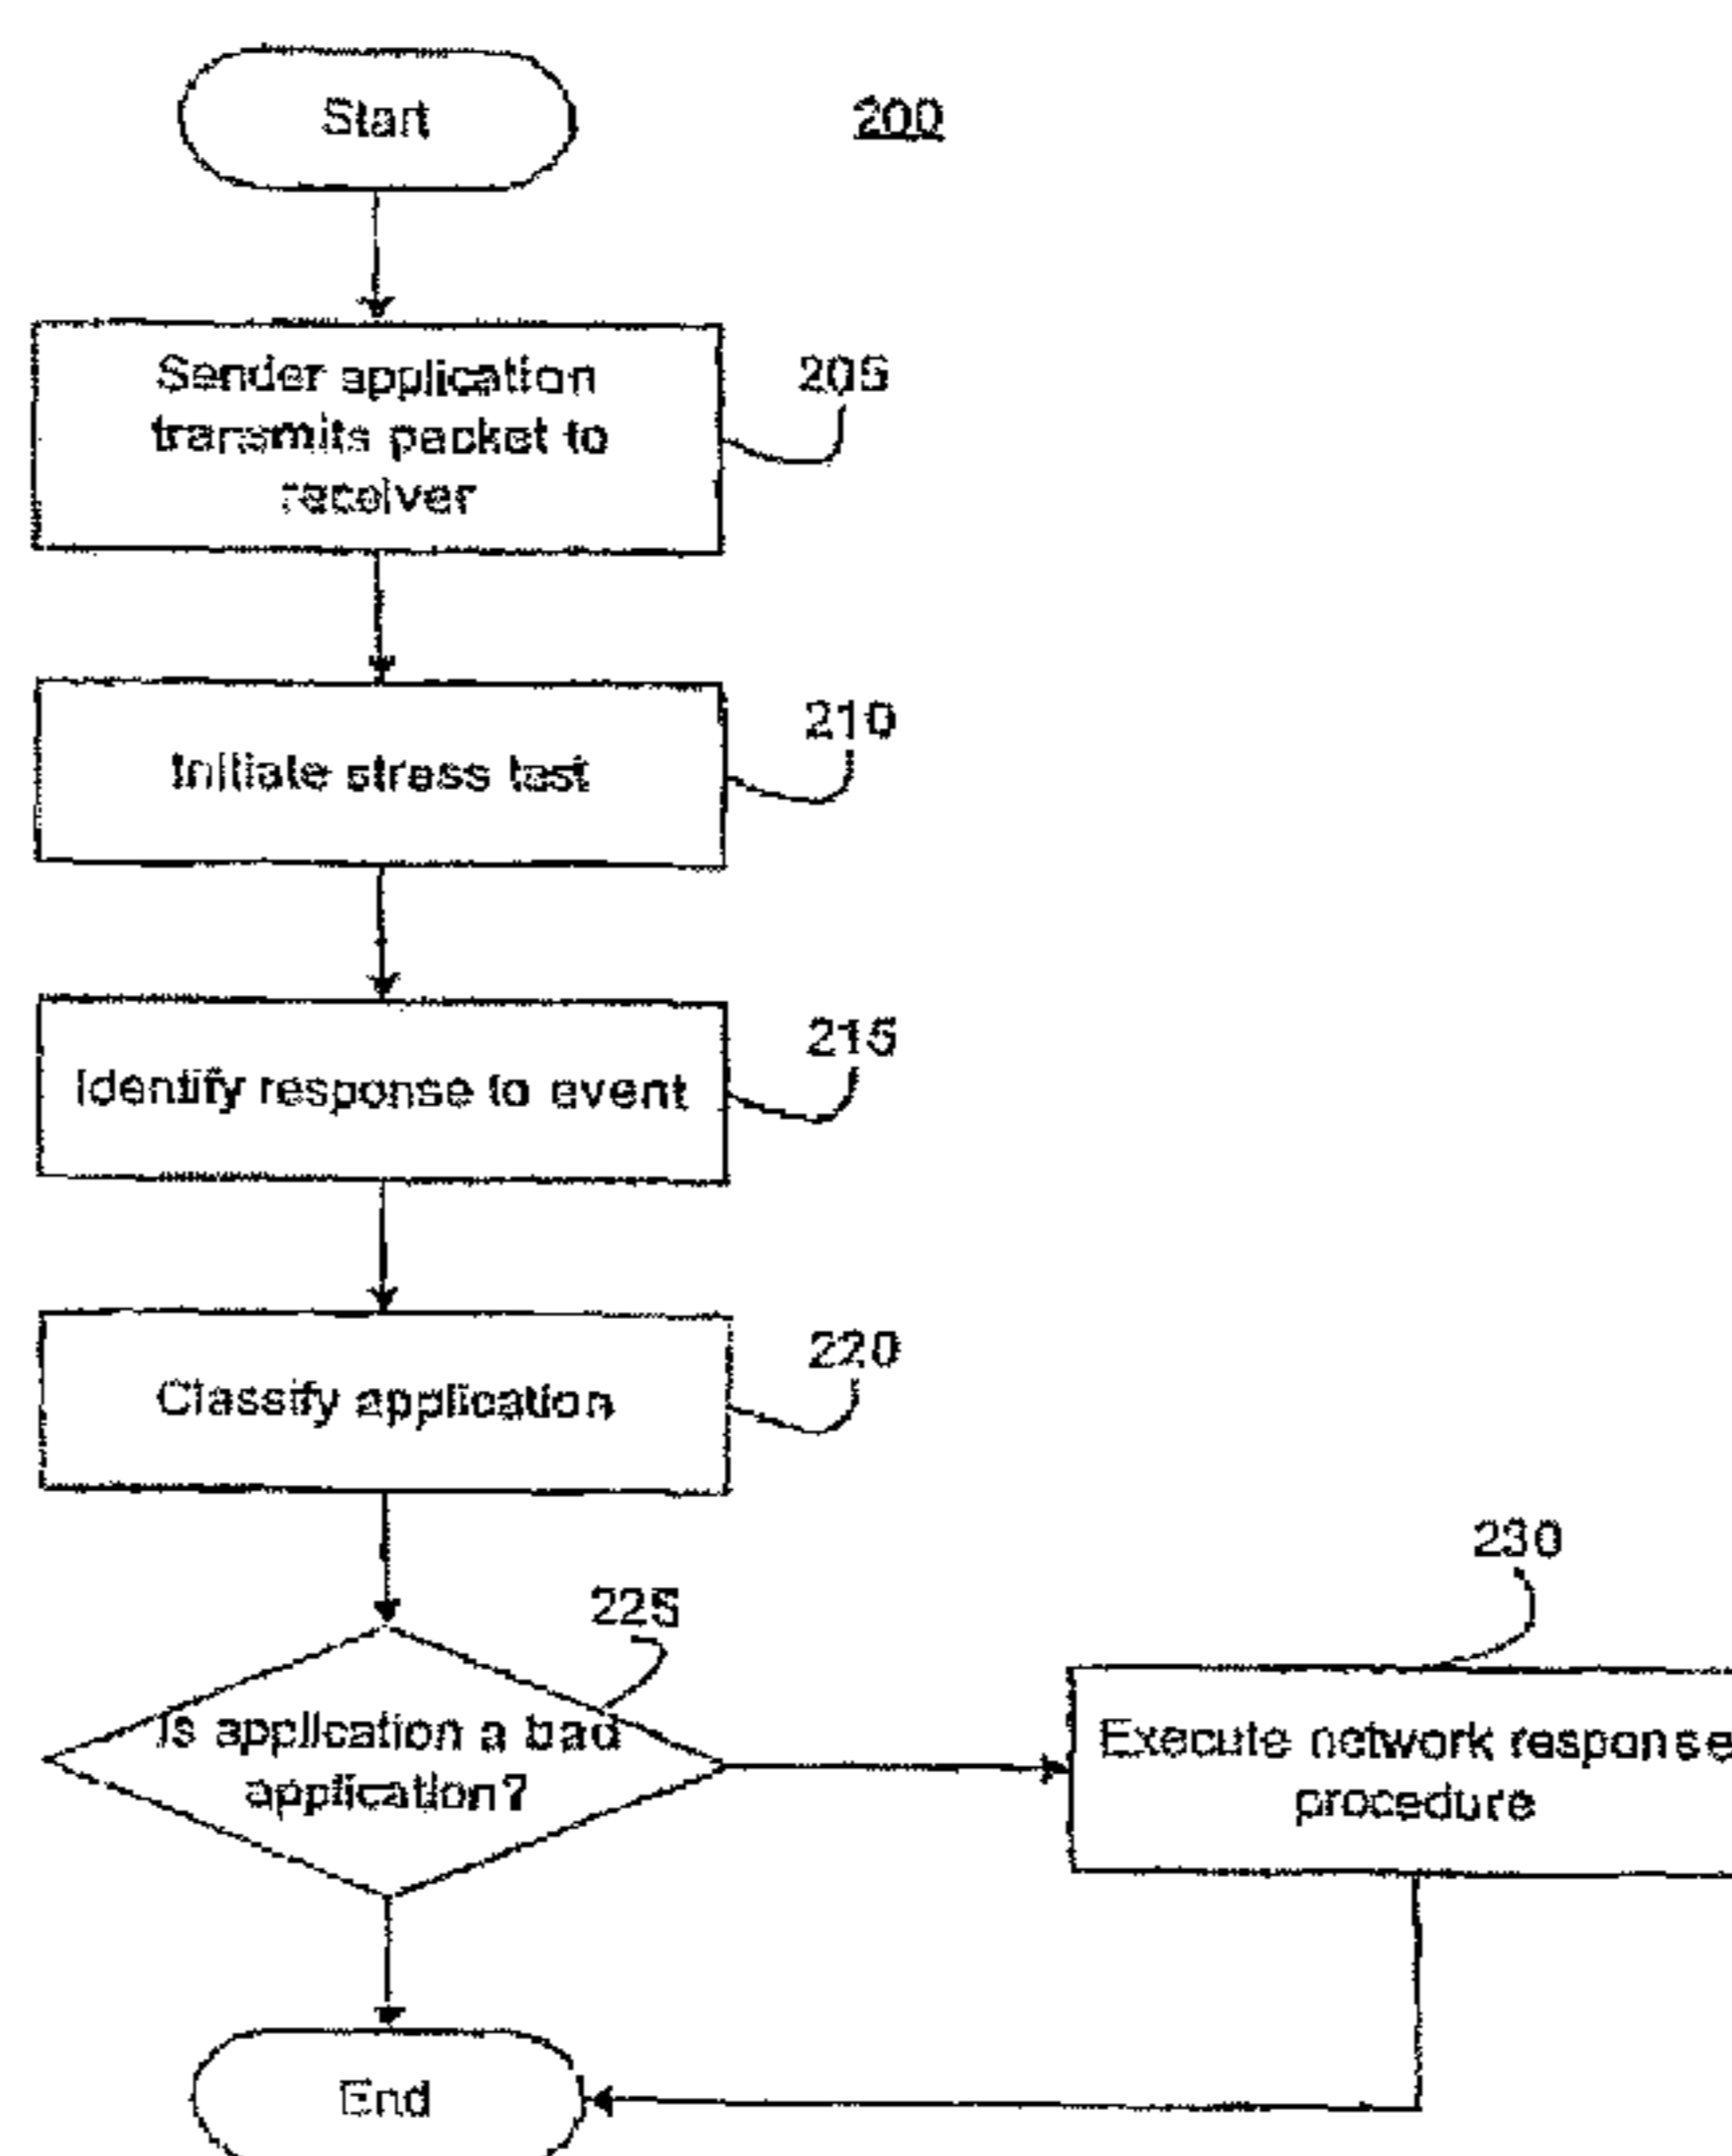 Start
200
Sender application
transmits packet to
receiver
205
Initiate stress test
210
Identify response to event
215
Classify application
220
225
Is application a bad
application?
230
Execute network response
procedure
End